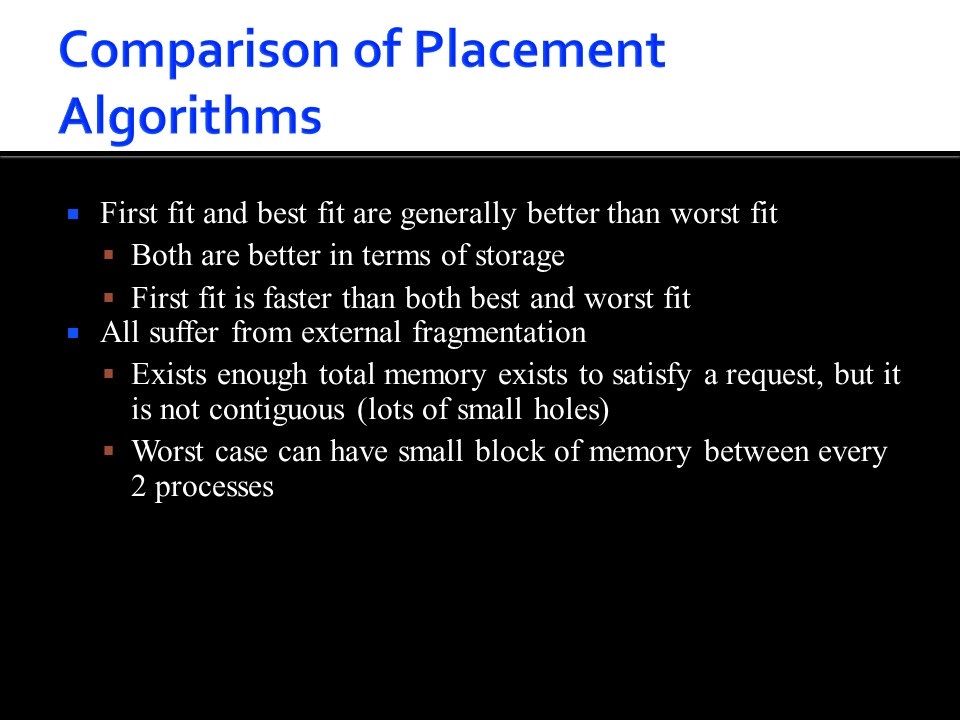 Comparison of Placement
Algorithms
First fit and best fit are generally better than worst fit
Both are better in terms of storage
First fit is faster than both best and worst fit
All suffer from external fragmentation
Exists enough total memory exists to satisfy a request, but it
is not contiguous (lots of small holes)
Worst case can have small block of memory between every
2 processes